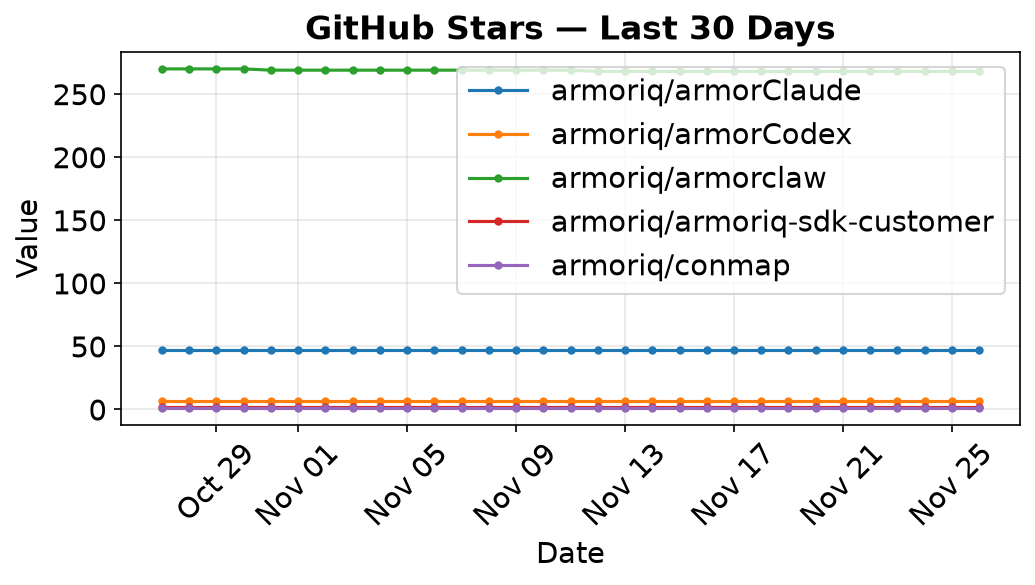 GitHub Stars — Last 30 Days
Value
250
200
150
100
50
0
armoriq/armorClaude
armoriq/armorCodex
armoriq/armorclaw
armoriq/armoriq-sdk-customer
armoriq/conmap
Oct 29
Nov 01
Nov 05
Nov 09
Nov 13
Nov 17
Nov 21
Nov 25
Date